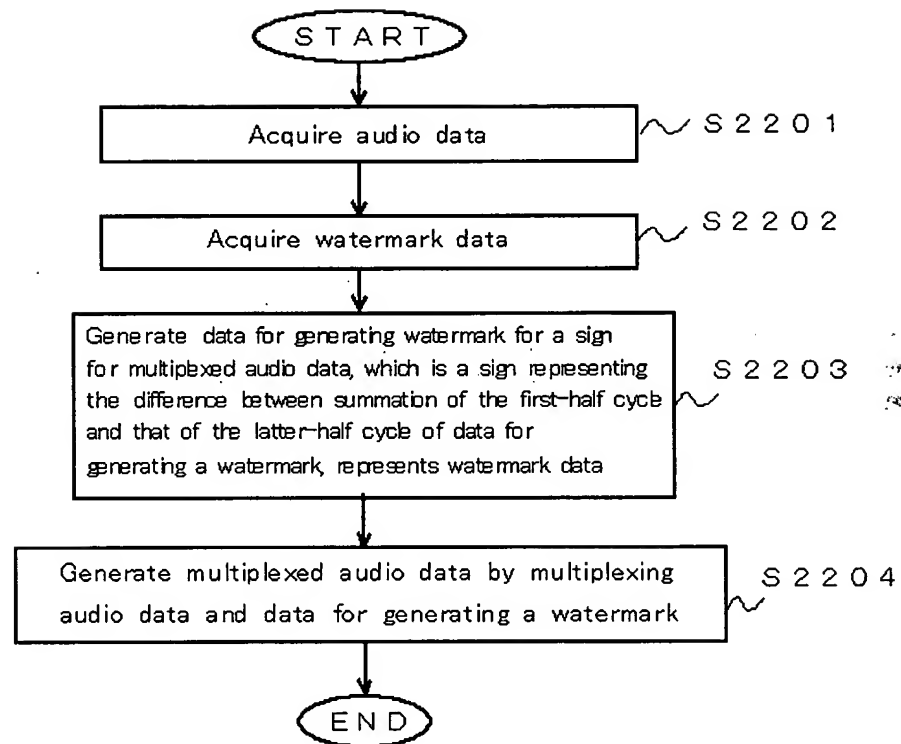 START
Acquire audio data
S2201
Acquire watermark data
S2202
Generate data for generating watermark for a sign
for multiplexed audio data, which is a sign representing
the difference between summation of the first-half cycle
and that of the latter-half cycle of data for
generating a watermark, represents watermark data
S2203
Generate multiplexed audio data by multiplexing
audio data and data for generating a watermark
S2204
END